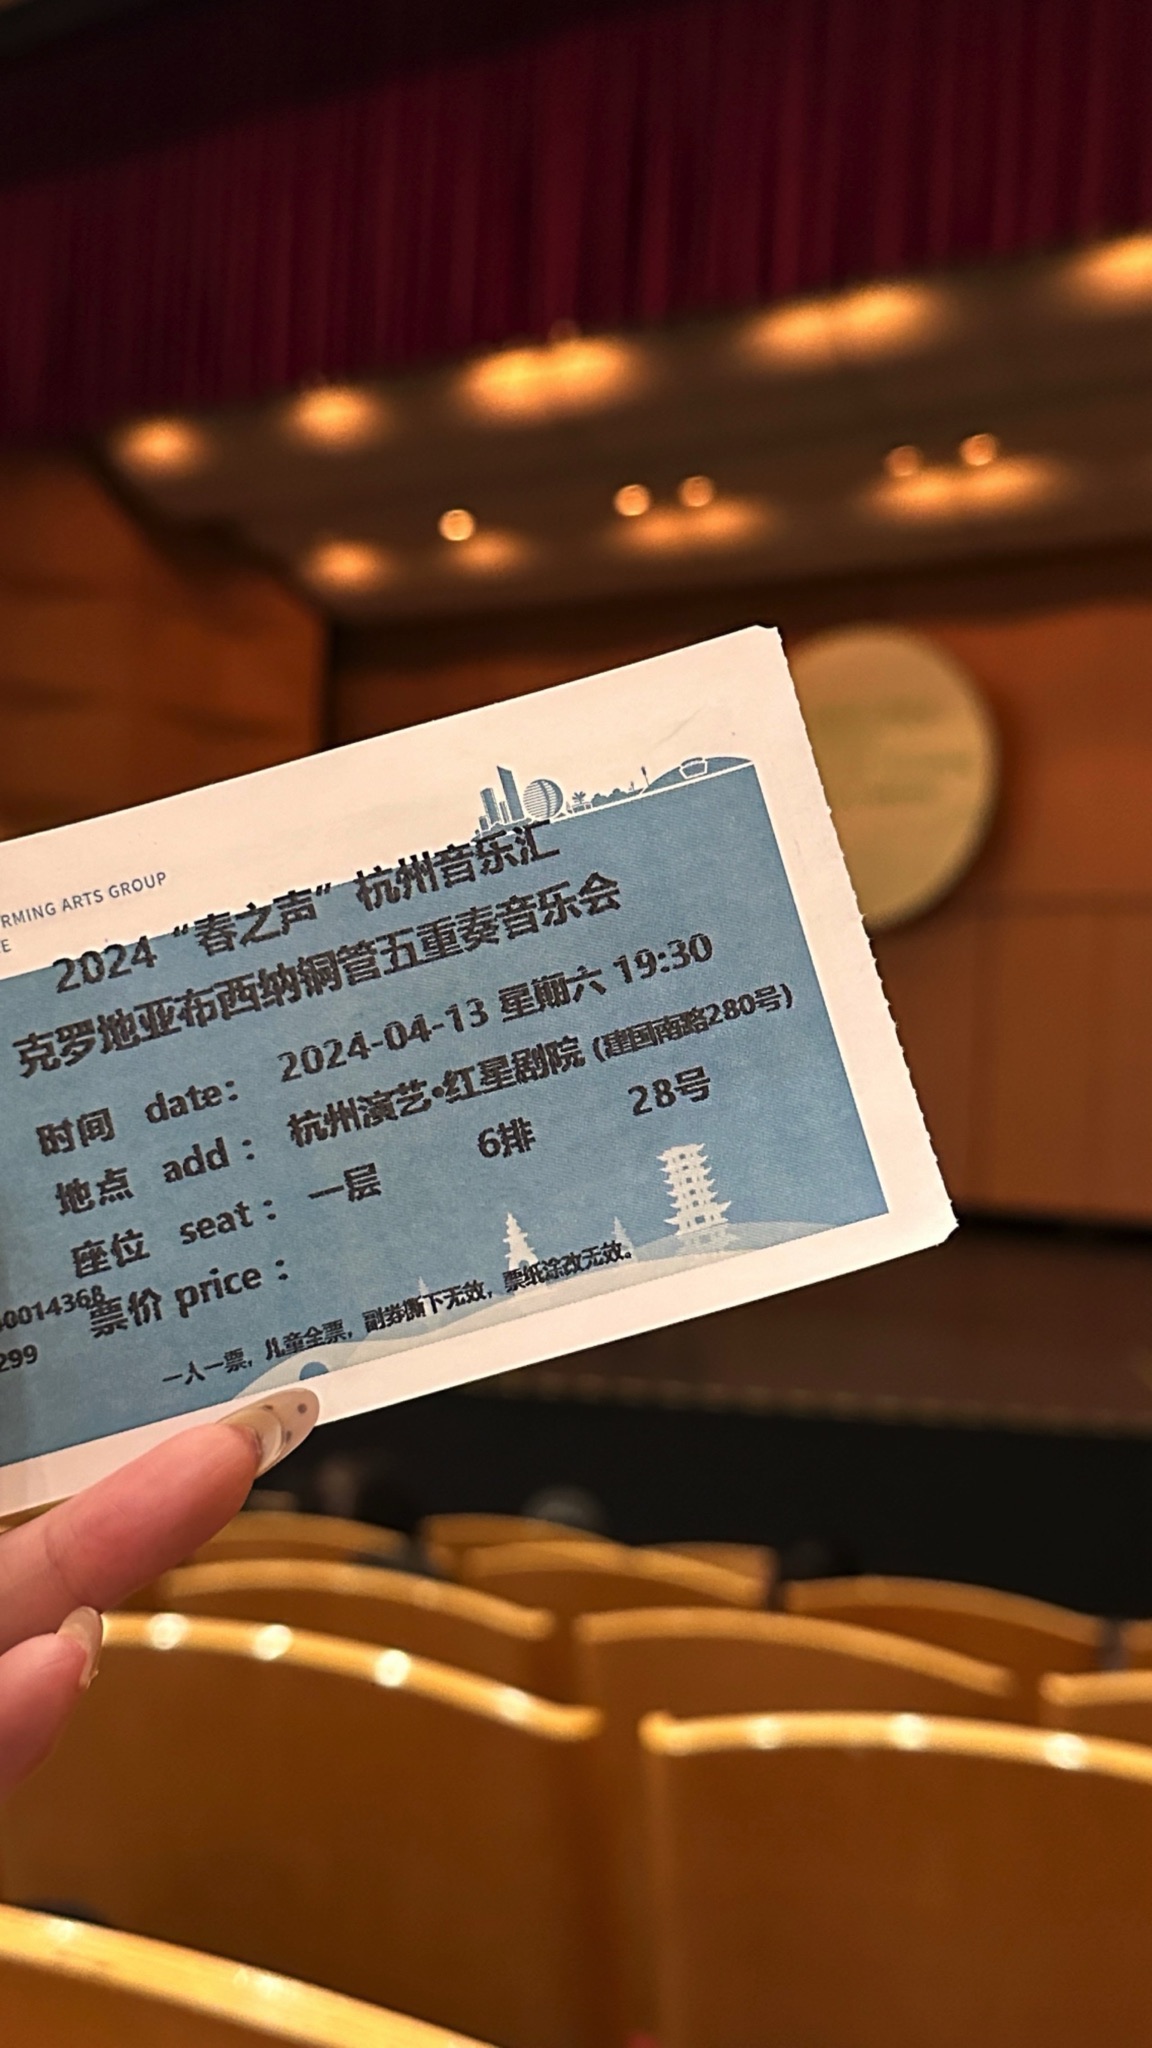 RMING ARTS GROUP
E
2024 “春之声” 杭州音乐汇
克罗地亚布西纳铜管五重奏音乐会
时间 date: 2024-04-13 星期六 19:30
地点 add: 杭州演艺·红星剧院 (建国南路280号)
座位 seat: 一层 6排 28号
票价 price:
0014368
299
一人一票, 儿童全票, 副券撕下无效, 票纸涂改无效。